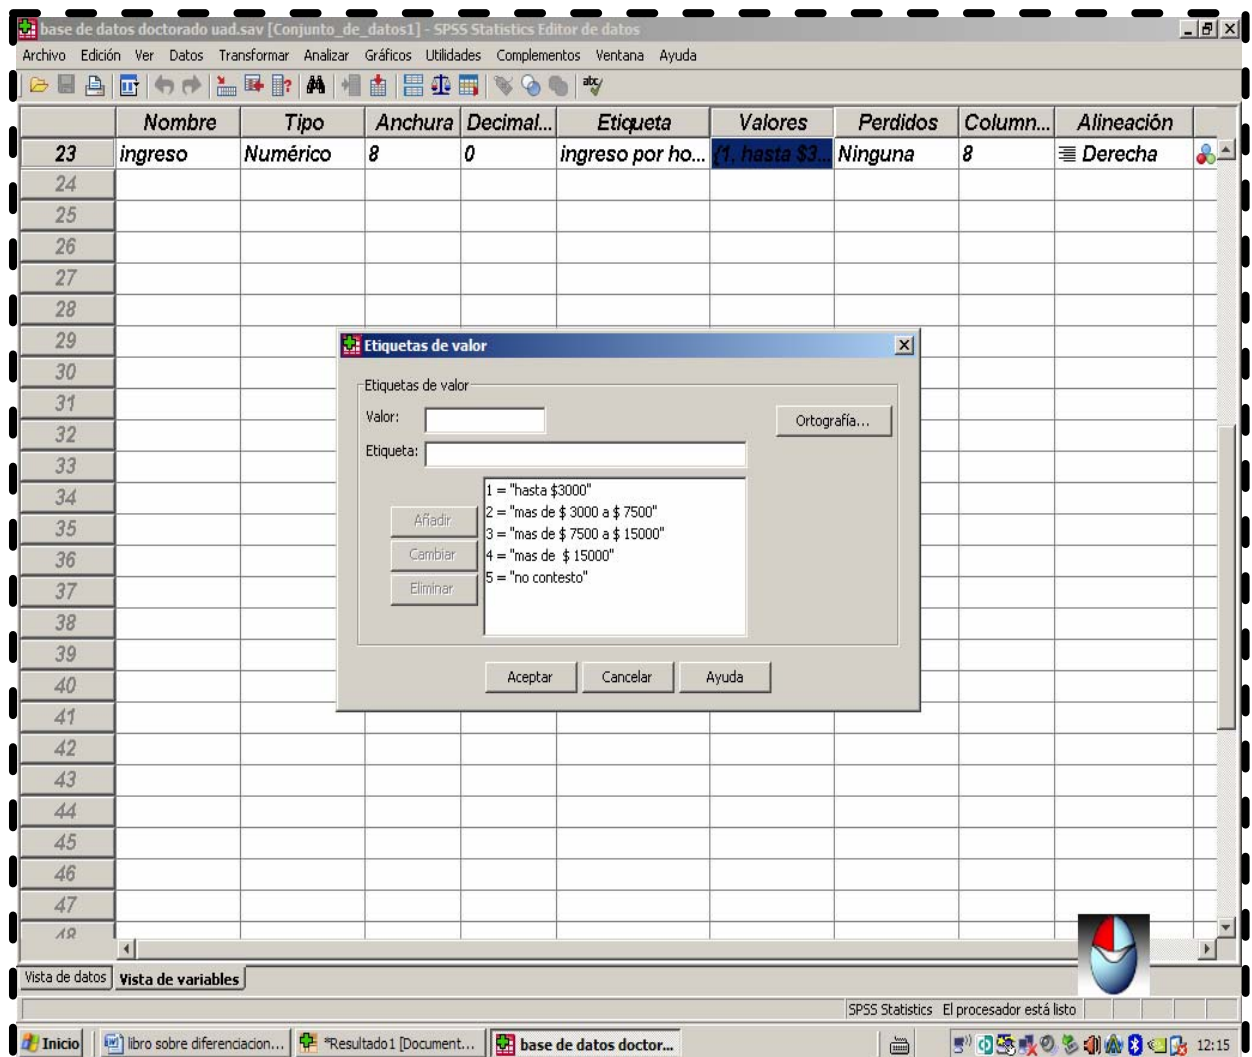 base de datos doctorado uad.sav [Conjunto_de_datos1] - SPSS Statistics Editor de datos
Archivo Edición Ver Datos Transformar Analizar Gráficos Utilidades Complementos Ventana Ayuda
Nombre Tipo Anchura Decimal... Etiqueta Valores Perdidos Column... Alineación
23 ingreso Numérico 8 0 ingreso por ho... {1, hasta $3... Ninguna 8 Derecha
24
25
26
27
28
29
30
31
32
33
34
35
36
37
38
39
40
41
42
43
44
45
46
47
48
Etiquetas de valor
Etiquetas de valor
Valor:
Ortografía...
Etiqueta:
Añadir
Cambiar
Eliminar
1 = "hasta $3000"
2 = "mas de $ 3000 a $ 7500"
3 = "mas de $ 7500 a $ 15000"
4 = "mas de  $ 15000"
5 = "no contesto"
Aceptar Cancelar Ayuda
Vista de datos Vista de variables
SPSS Statistics El procesador está listo
Inicio libro sobre diferenciacion... *Resultado1 [Document... base de datos doctor... 12:15